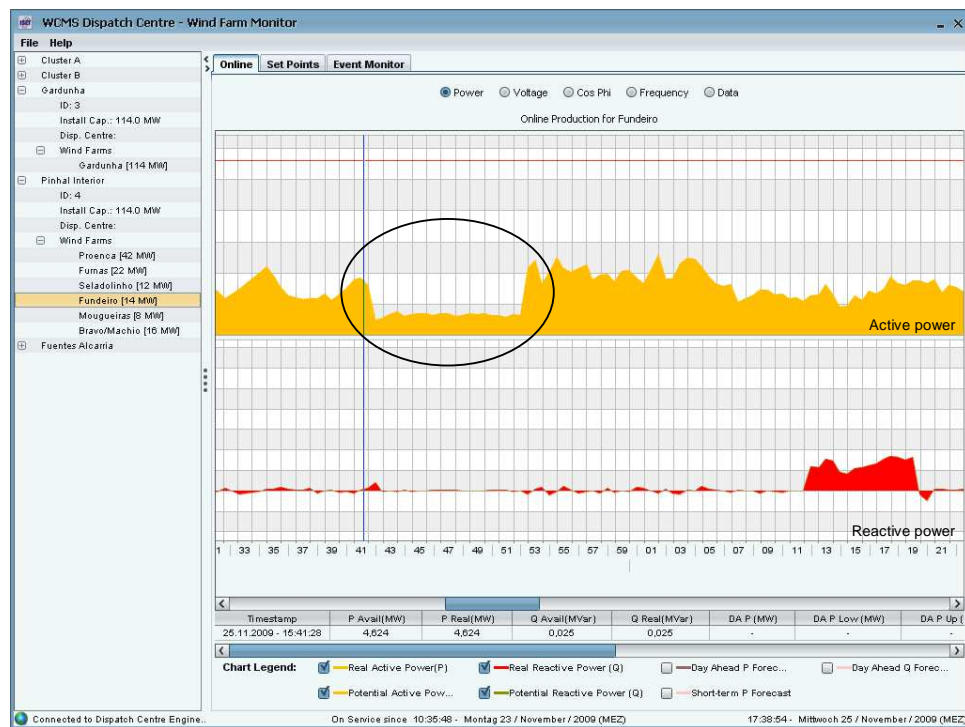 iset WCMS Dispatch Centre - Wind Farm Monitor
File Help
Cluster A
Cluster B
Gardunha
ID: 3
Install Cap.: 114.0 MW
Disp. Centre:
Wind Farms
Gardunha [114 MW]
Pinhal Interior
ID: 4
Install Cap.: 114.0 MW
Disp. Centre:
Wind Farms
Proenca [42 MW]
Furnas [22 MW]
Seladolinho [12 MW]
Fundeiro [14 MW]
Mougueiras [8 MW]
Bravo/Machio [16 MW]
Fuentes Alcarria
Online Set Points Event Monitor
Power Voltage Cos Phi Frequency Data
Online Production for Fundeiro
Active power
Reactive power
1 33 35 37 39 41 43 45 47 49 51 53 55 57 59 01 03 05 07 09 11 13 15 17 19 21
Timestamp P Avail(MW) P Real(MW) Q Avail(MVar) Q Real(MVar) DA P (MW) DA P Low (MW) DA P Up (
25.11.2009 - 15:41:28 4,624 4,624 0,025 0,025 - - -
Chart Legend: Real Active Power(P) Real Reactive Power (Q) Day Ahead P Forec... Day Ahead Q Forec...
Potential Active Pow... Potential Reactive Power (Q) Short-term P Forecast
Connected to Dispatch Centre Engine.. On Service since 10:35:48 - Montag 23 / November / 2009 (MEZ) 17:38:54 - Mittwoch 25 / November / 2009 (MEZ)